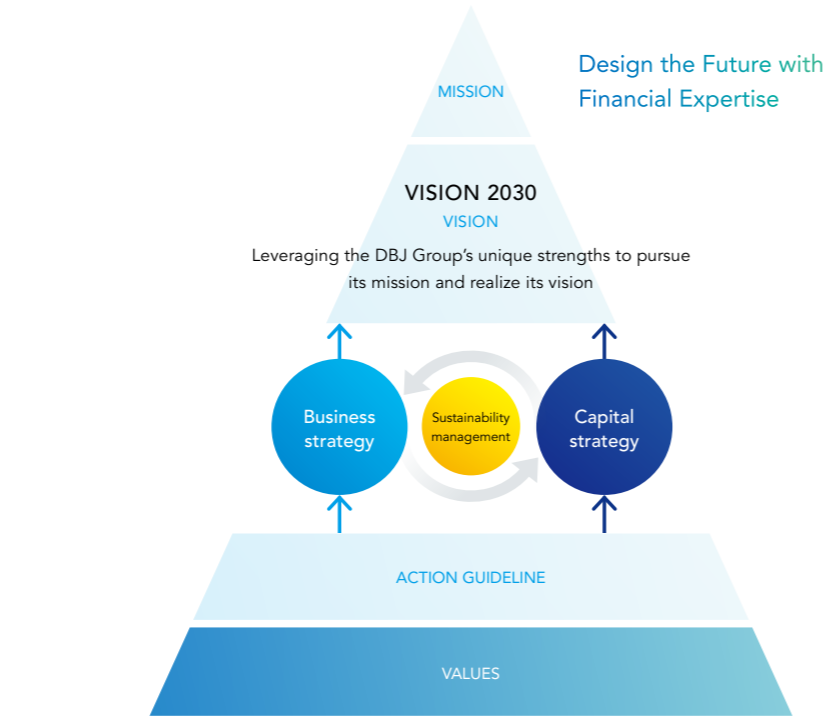 Design the Future with
Financial Expertise
MISSION
VISION 2030
VISION
Leveraging the DBJ Group’s unique strengths to pursue
its mission and realize its vision
Business
strategy
Sustainability
management
Capital
strategy
ACTION GUIDELINE
VALUES